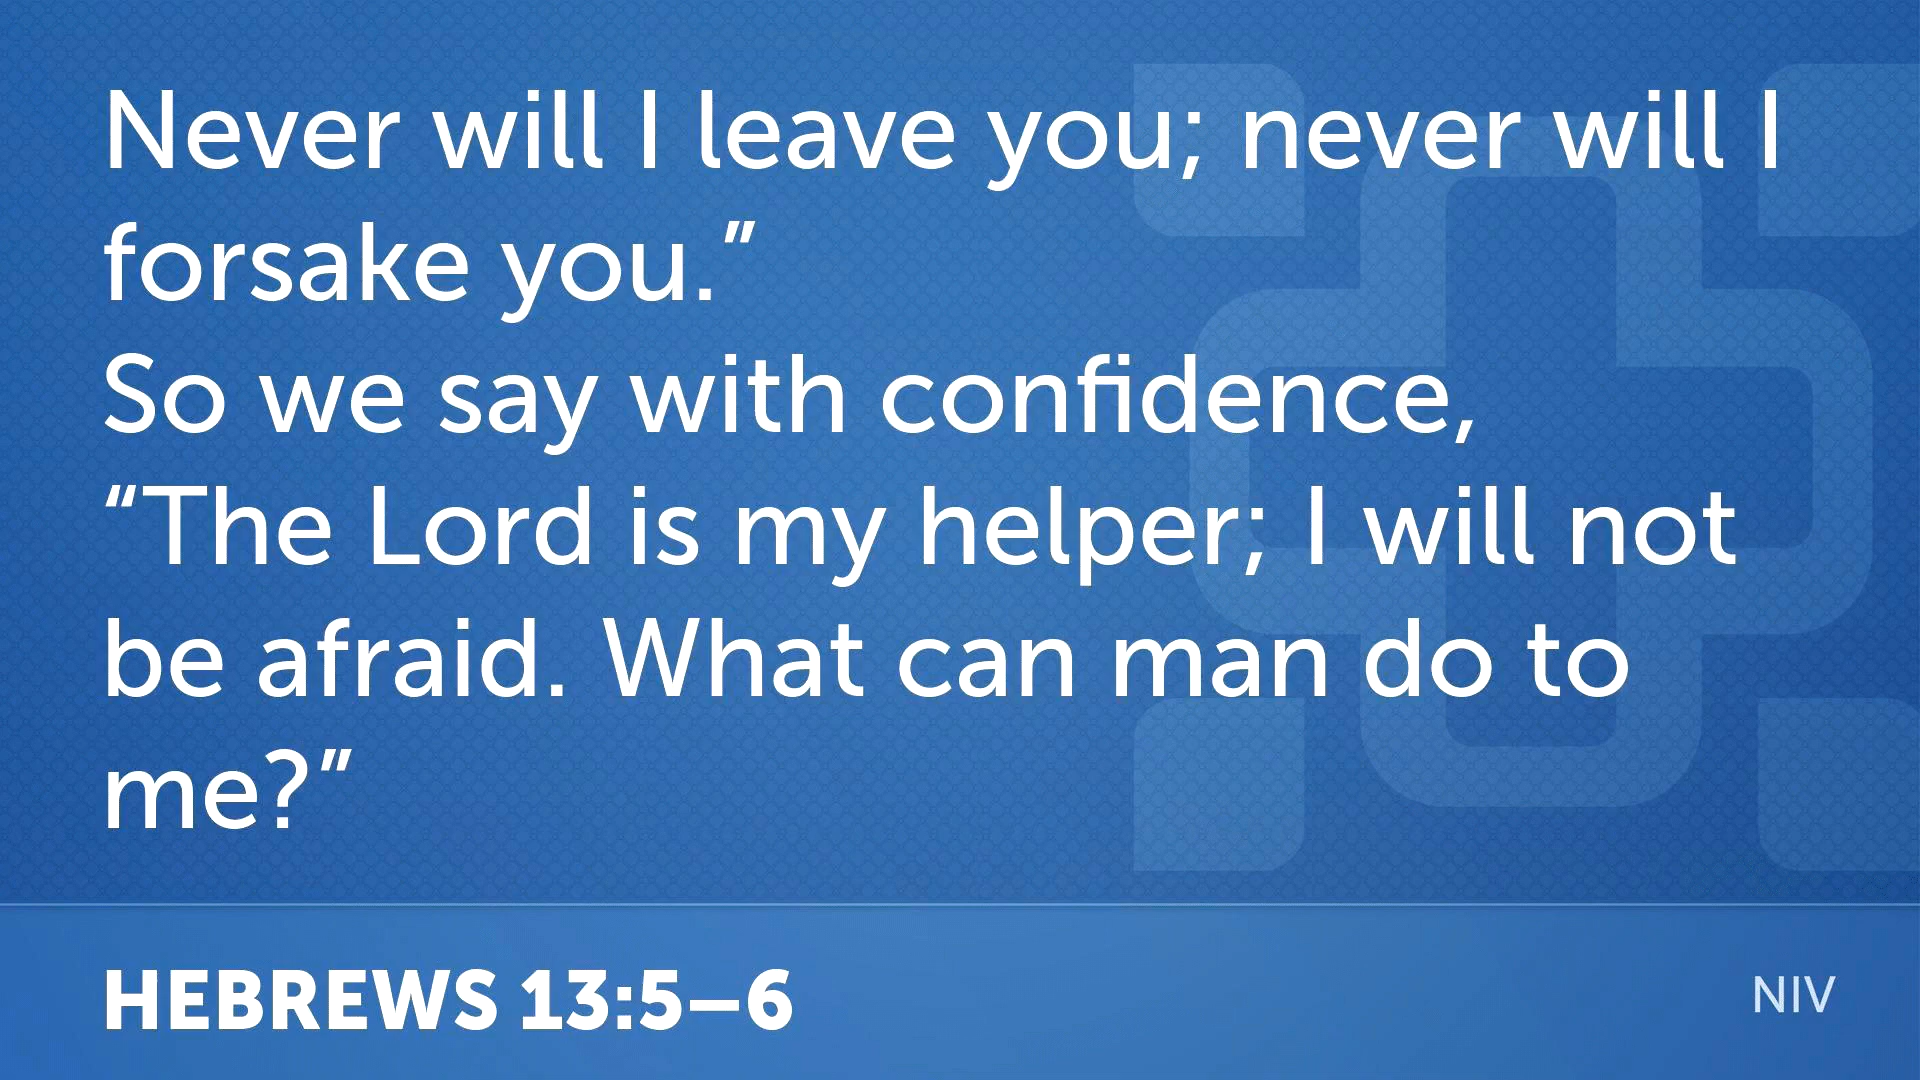 Never will I leave you; never will I
forsake you.”
So we say with confidence,
“The Lord is my helper; I will not
be afraid. What can man do to
me?”
HEBREWS 13:5–6
NIV